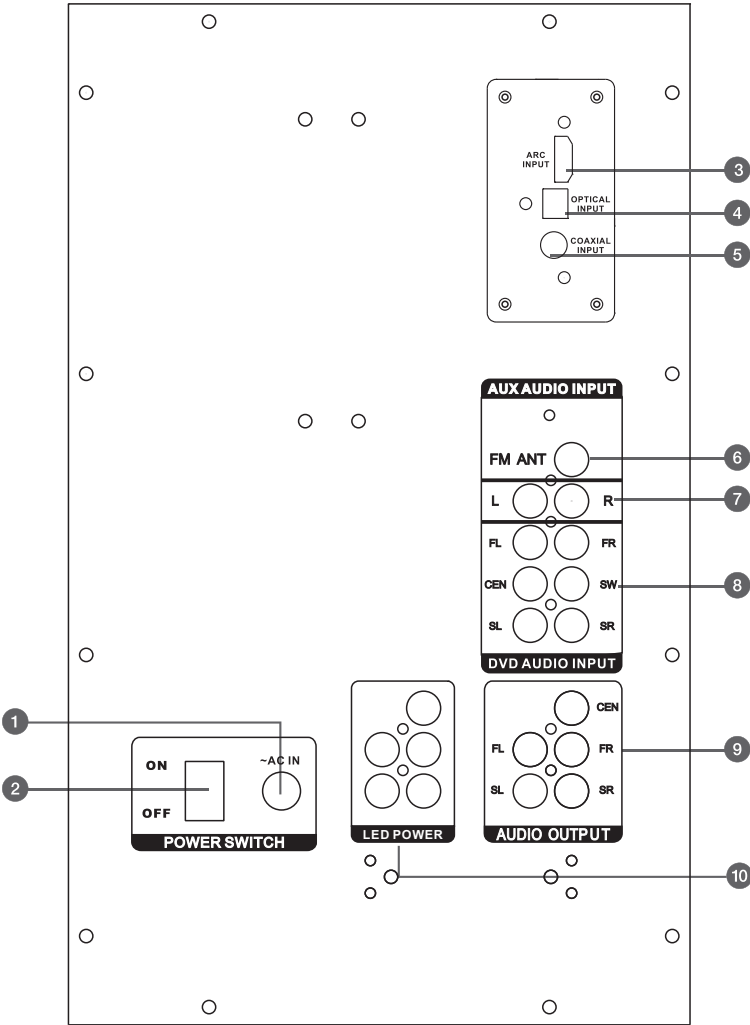 ARC
INPUT
3
OPTICAL
INPUT
4
COAXIAL
INPUT
5
AUX AUDIO INPUT
FM ANT
6
L R
7
FL FR
CEN SW
8
SL SR
DVD AUDIO INPUT
1
2
ON
~AC IN
OFF
POWER SWITCH
LED POWER
CEN
FL FR
9
SL SR
AUDIO OUTPUT
10